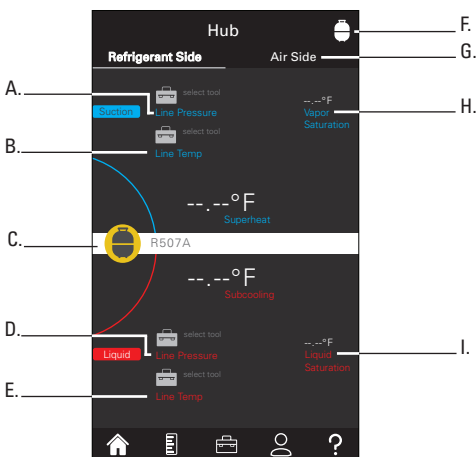 Hub
F.
Refrigerant Side
Air Side
G.
A.
select tool
Suction
Line Pressure
--.--°F
Vapor
Saturation
H.
select tool
B.
Line Temp
--.--°F
Superheat
C.
R507A
--.--°F
Subcooling
D.
select tool
Liquid
Line Pressure
--.--°F
Liquid
Saturation
I.
select tool
E.
Line Temp
?